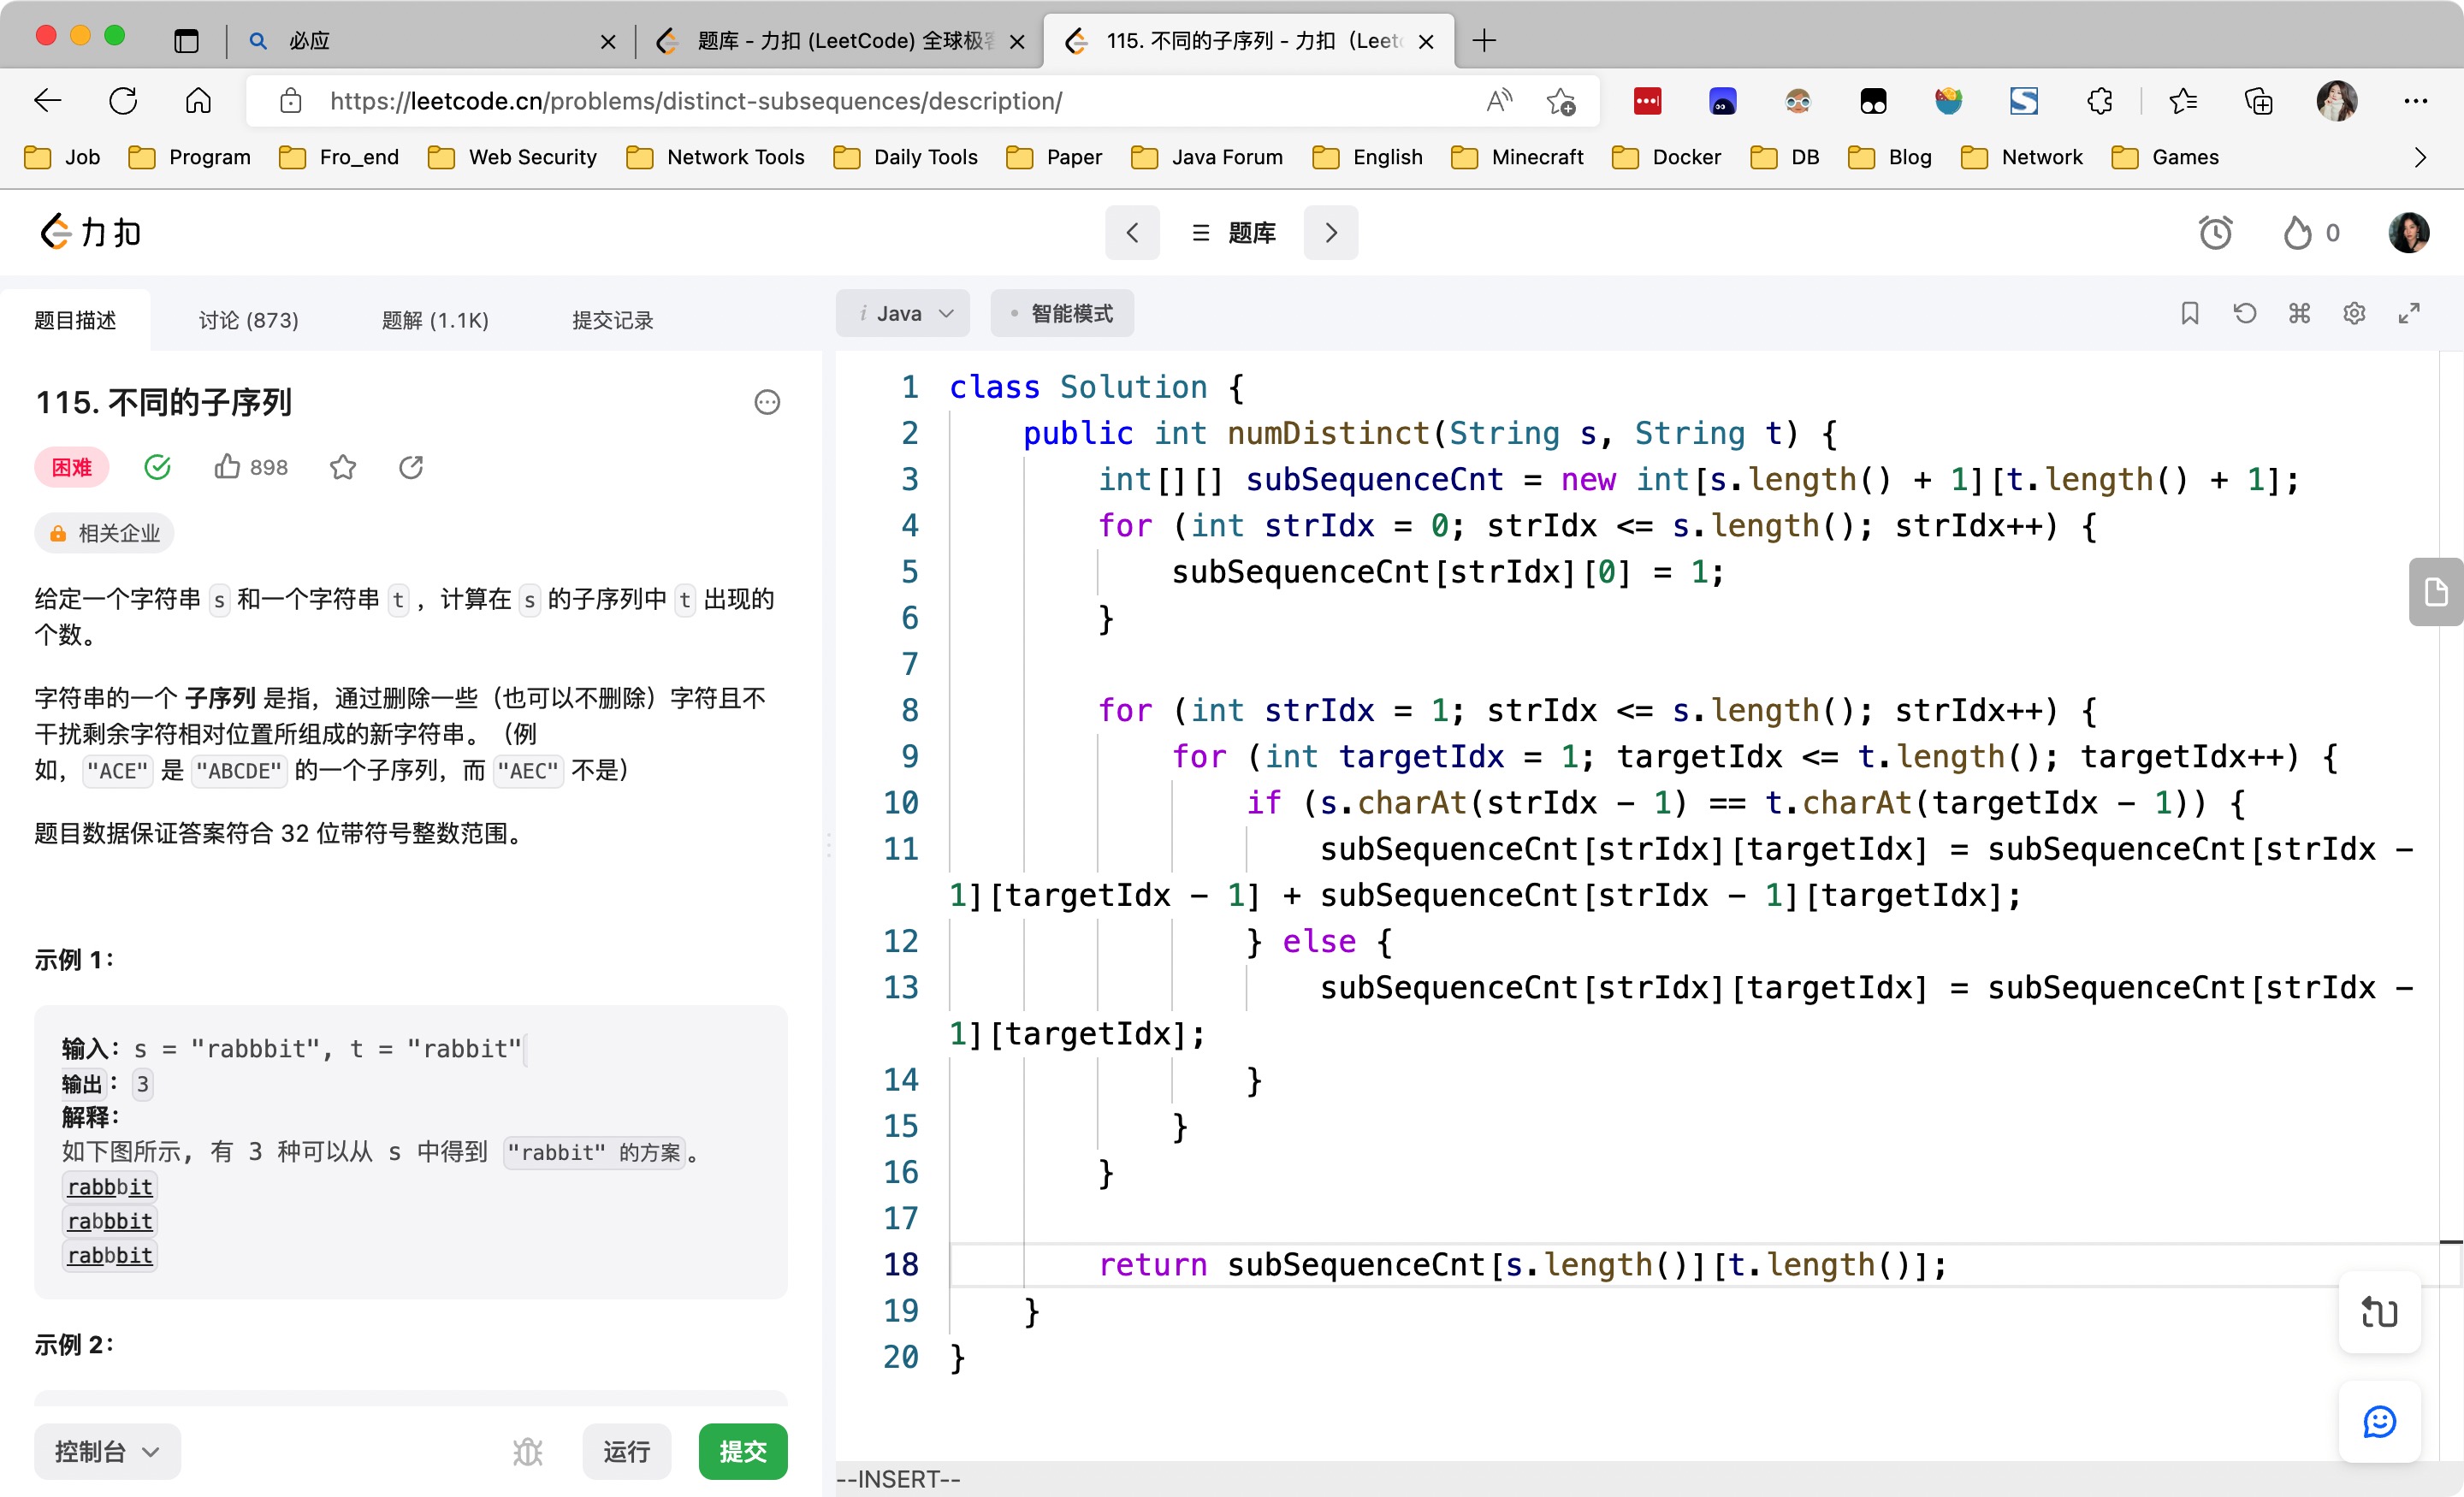 必应
题库 - 力扣 (LeetCode) 全球极客
115. 不同的子序列 - 力扣（Leet
https://leetcode.cn/problems/distinct-subsequences/description/
Job Program Fro_end Web Security Network Tools Daily Tools Paper Java Forum English Minecraft Docker DB Blog Network Games
力扣
题库
0
题目描述 讨论 (873) 题解 (1.1K) 提交记录
Java 智能模式
115. 不同的子序列
困难 898
相关企业
给定一个字符串 s 和一个字符串 t ，计算在 s 的子序列中 t 出现的
个数。
字符串的一个 子序列 是指，通过删除一些（也可以不删除）字符且不
干扰剩余字符相对位置所组成的新字符串。（例
如，"ACE" 是 "ABCDE" 的一个子序列，而 "AEC" 不是）
题目数据保证答案符合 32 位带符号整数范围。
示例 1：
输入：s = "rabbbit", t = "rabbit"
输出：3
解释：
如下图所示, 有 3 种可以从 s 中得到 "rabbit" 的方案。
rabbbit
rabbbit
rabbbit
示例 2：
控制台 运行 提交
1 class Solution {
2 public int numDistinct(String s, String t) {
3 int[][] subSequenceCnt = new int[s.length() + 1][t.length() + 1];
4 for (int strIdx = 0; strIdx <= s.length(); strIdx++) {
5 subSequenceCnt[strIdx][0] = 1;
6 }
7
8 for (int strIdx = 1; strIdx <= s.length(); strIdx++) {
9 for (int targetIdx = 1; targetIdx <= t.length(); targetIdx++) {
10 if (s.charAt(strIdx - 1) == t.charAt(targetIdx - 1)) {
11 subSequenceCnt[strIdx][targetIdx] = subSequenceCnt[strIdx -
1][targetIdx - 1] + subSequenceCnt[strIdx - 1][targetIdx];
12 } else {
13 subSequenceCnt[strIdx][targetIdx] = subSequenceCnt[strIdx -
1][targetIdx];
14 }
15 }
16 }
17
18 return subSequenceCnt[s.length()][t.length()];
19 }
20 }
--INSERT--